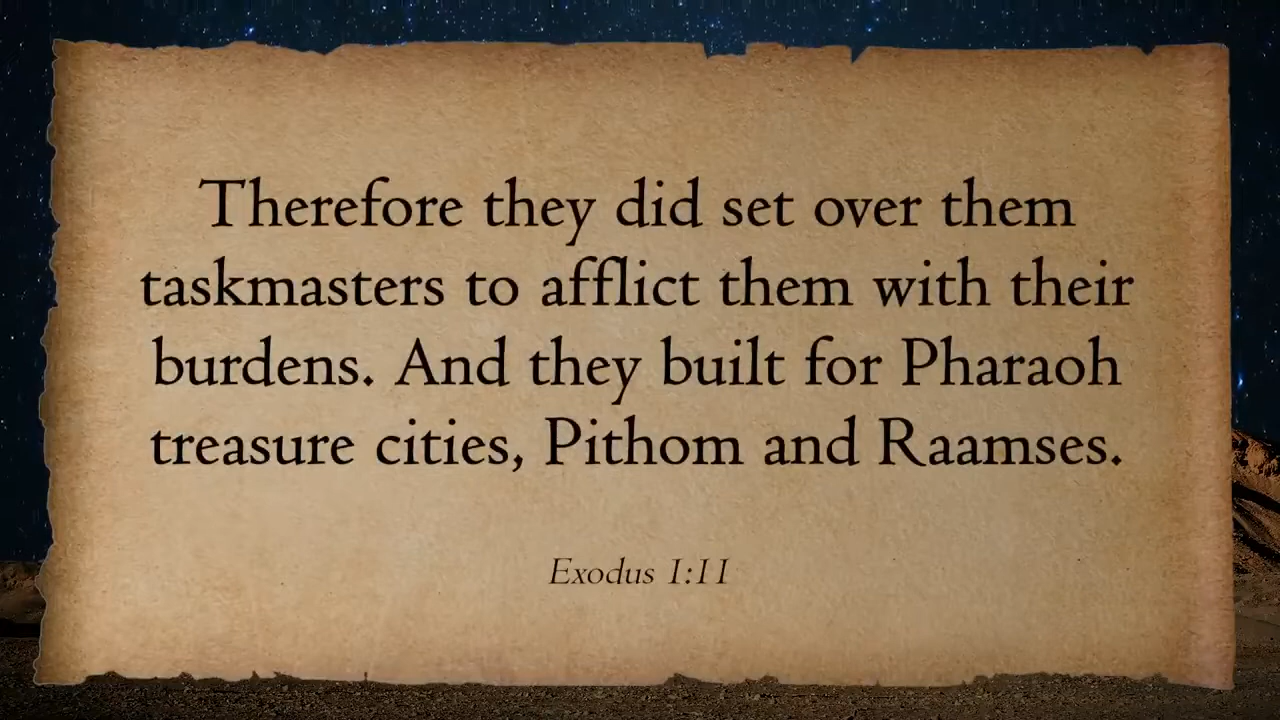 Therefore they did set over them
taskmasters to afflict them with their
burdens. And they built for Pharaoh
treasure cities, Pithom and Raamses.
Exodus 1:11